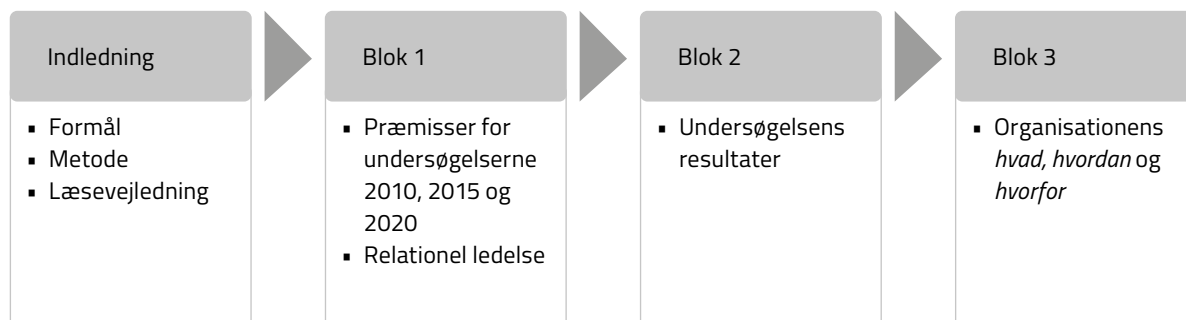 Indledning
▪ Formål
▪ Metode
▪ Læsevejledning
Blok 1
▪ Præmisser for
undersøgelserne
2010, 2015 og
2020
▪ Relationel ledelse
Blok 2
▪ Undersøgelsens
resultater
Blok 3
▪ Organisationens
hvad, hvordan og
hvorfor